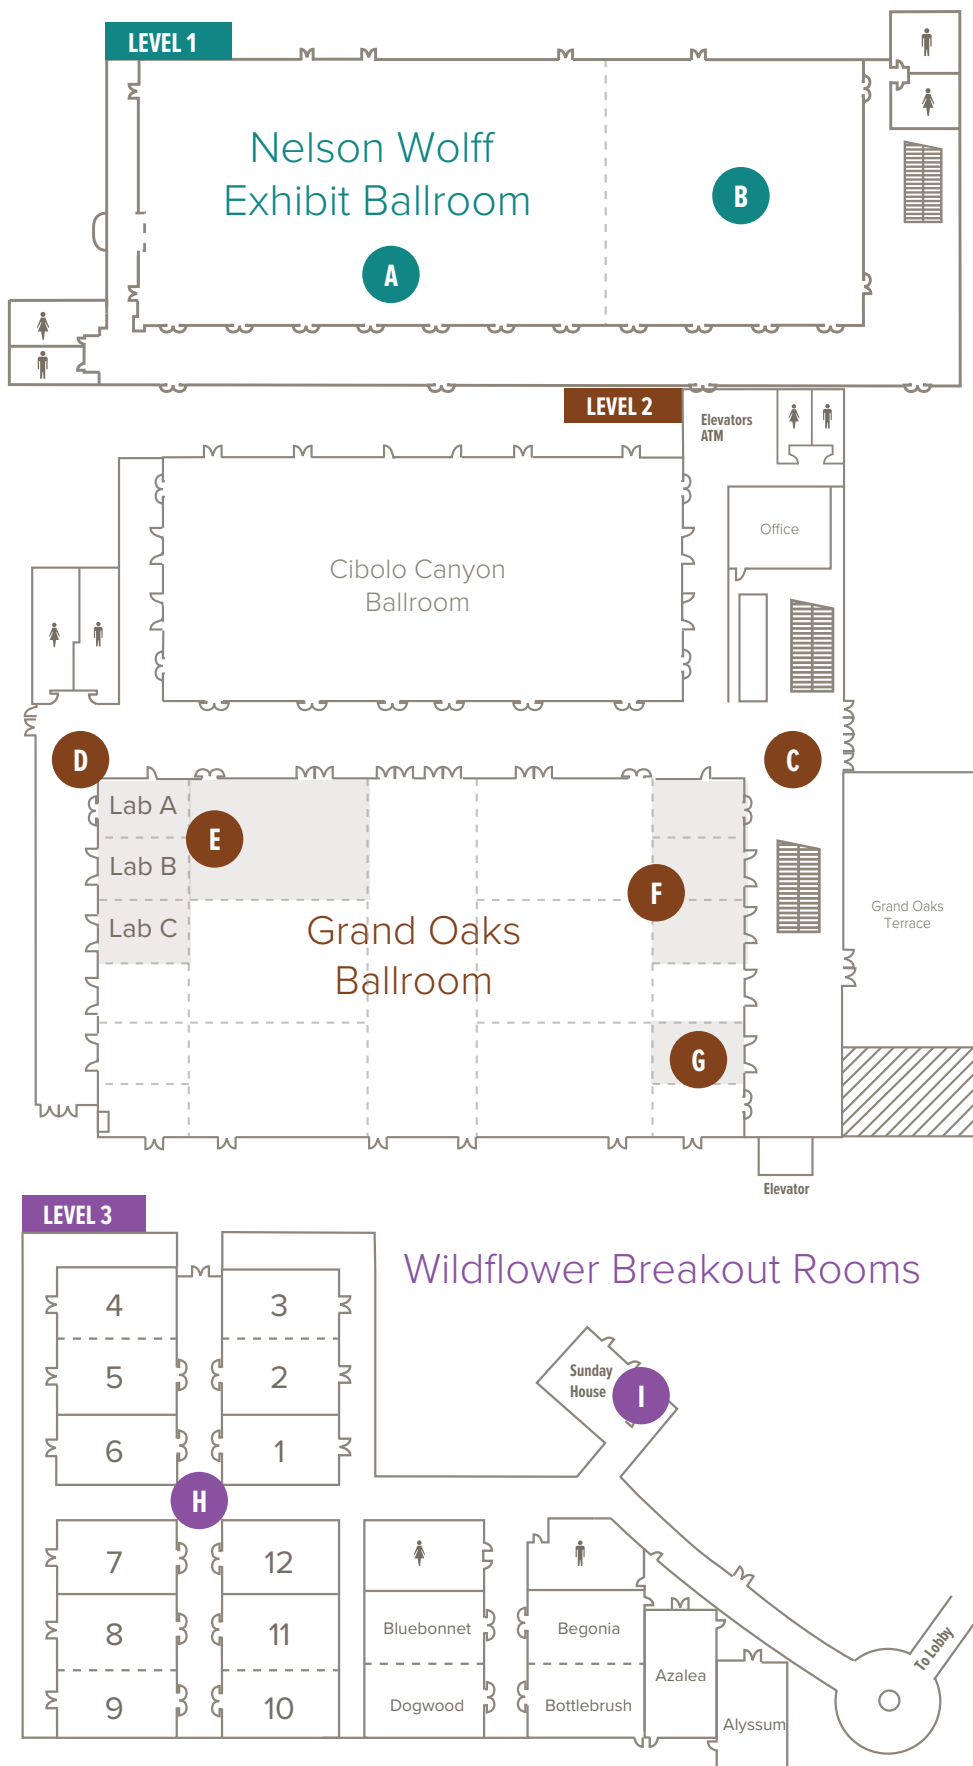 LEVEL 1
Nelson Wolff
Exhibit Ballroom
B
A
LEVEL 2
Elevators
ATM
Office
Cibolo Canyon
Ballroom
D
C
Lab A
E
Lab B
F
Lab C
Grand Oaks
Ballroom
Grand Oaks
Terrace
G
Elevator
LEVEL 3
Wildflower Breakout Rooms
4
3
5
2
Sunday
House
I
6
1
H
7
12
8
11
Bluebonnet
Begonia
To Lobby
Azalea
9
10
Dogwood
Bottlebrush
Alyssum